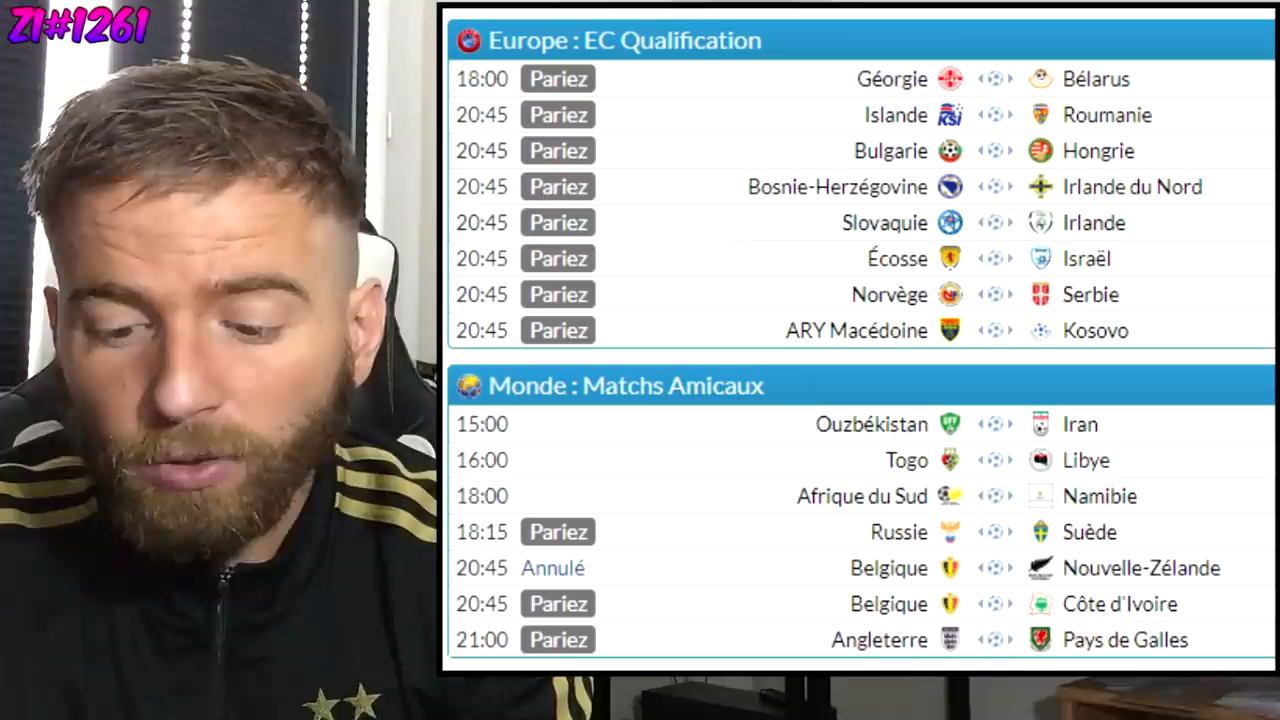 Z1#1261
Europe : EC Qualification
18:00 Pariez Géorgie Bélarus
20:45 Pariez Islande Roumanie
20:45 Pariez Bulgarie Hongrie
20:45 Pariez Bosnie-Herzégovine Irlande du Nord
20:45 Pariez Slovaquie Irlande
20:45 Pariez Écosse Israël
20:45 Pariez Norvège Serbie
20:45 Pariez ARY Macédoine Kosovo
Monde : Matchs Amicaux
15:00 Ouzbékistan Iran
16:00 Togo Libye
18:00 Afrique du Sud Namibie
18:15 Pariez Russie Suède
20:45 Annulé Belgique Nouvelle-Zélande
20:45 Pariez Belgique Côte d'Ivoire
21:00 Pariez Angleterre Pays de Galles